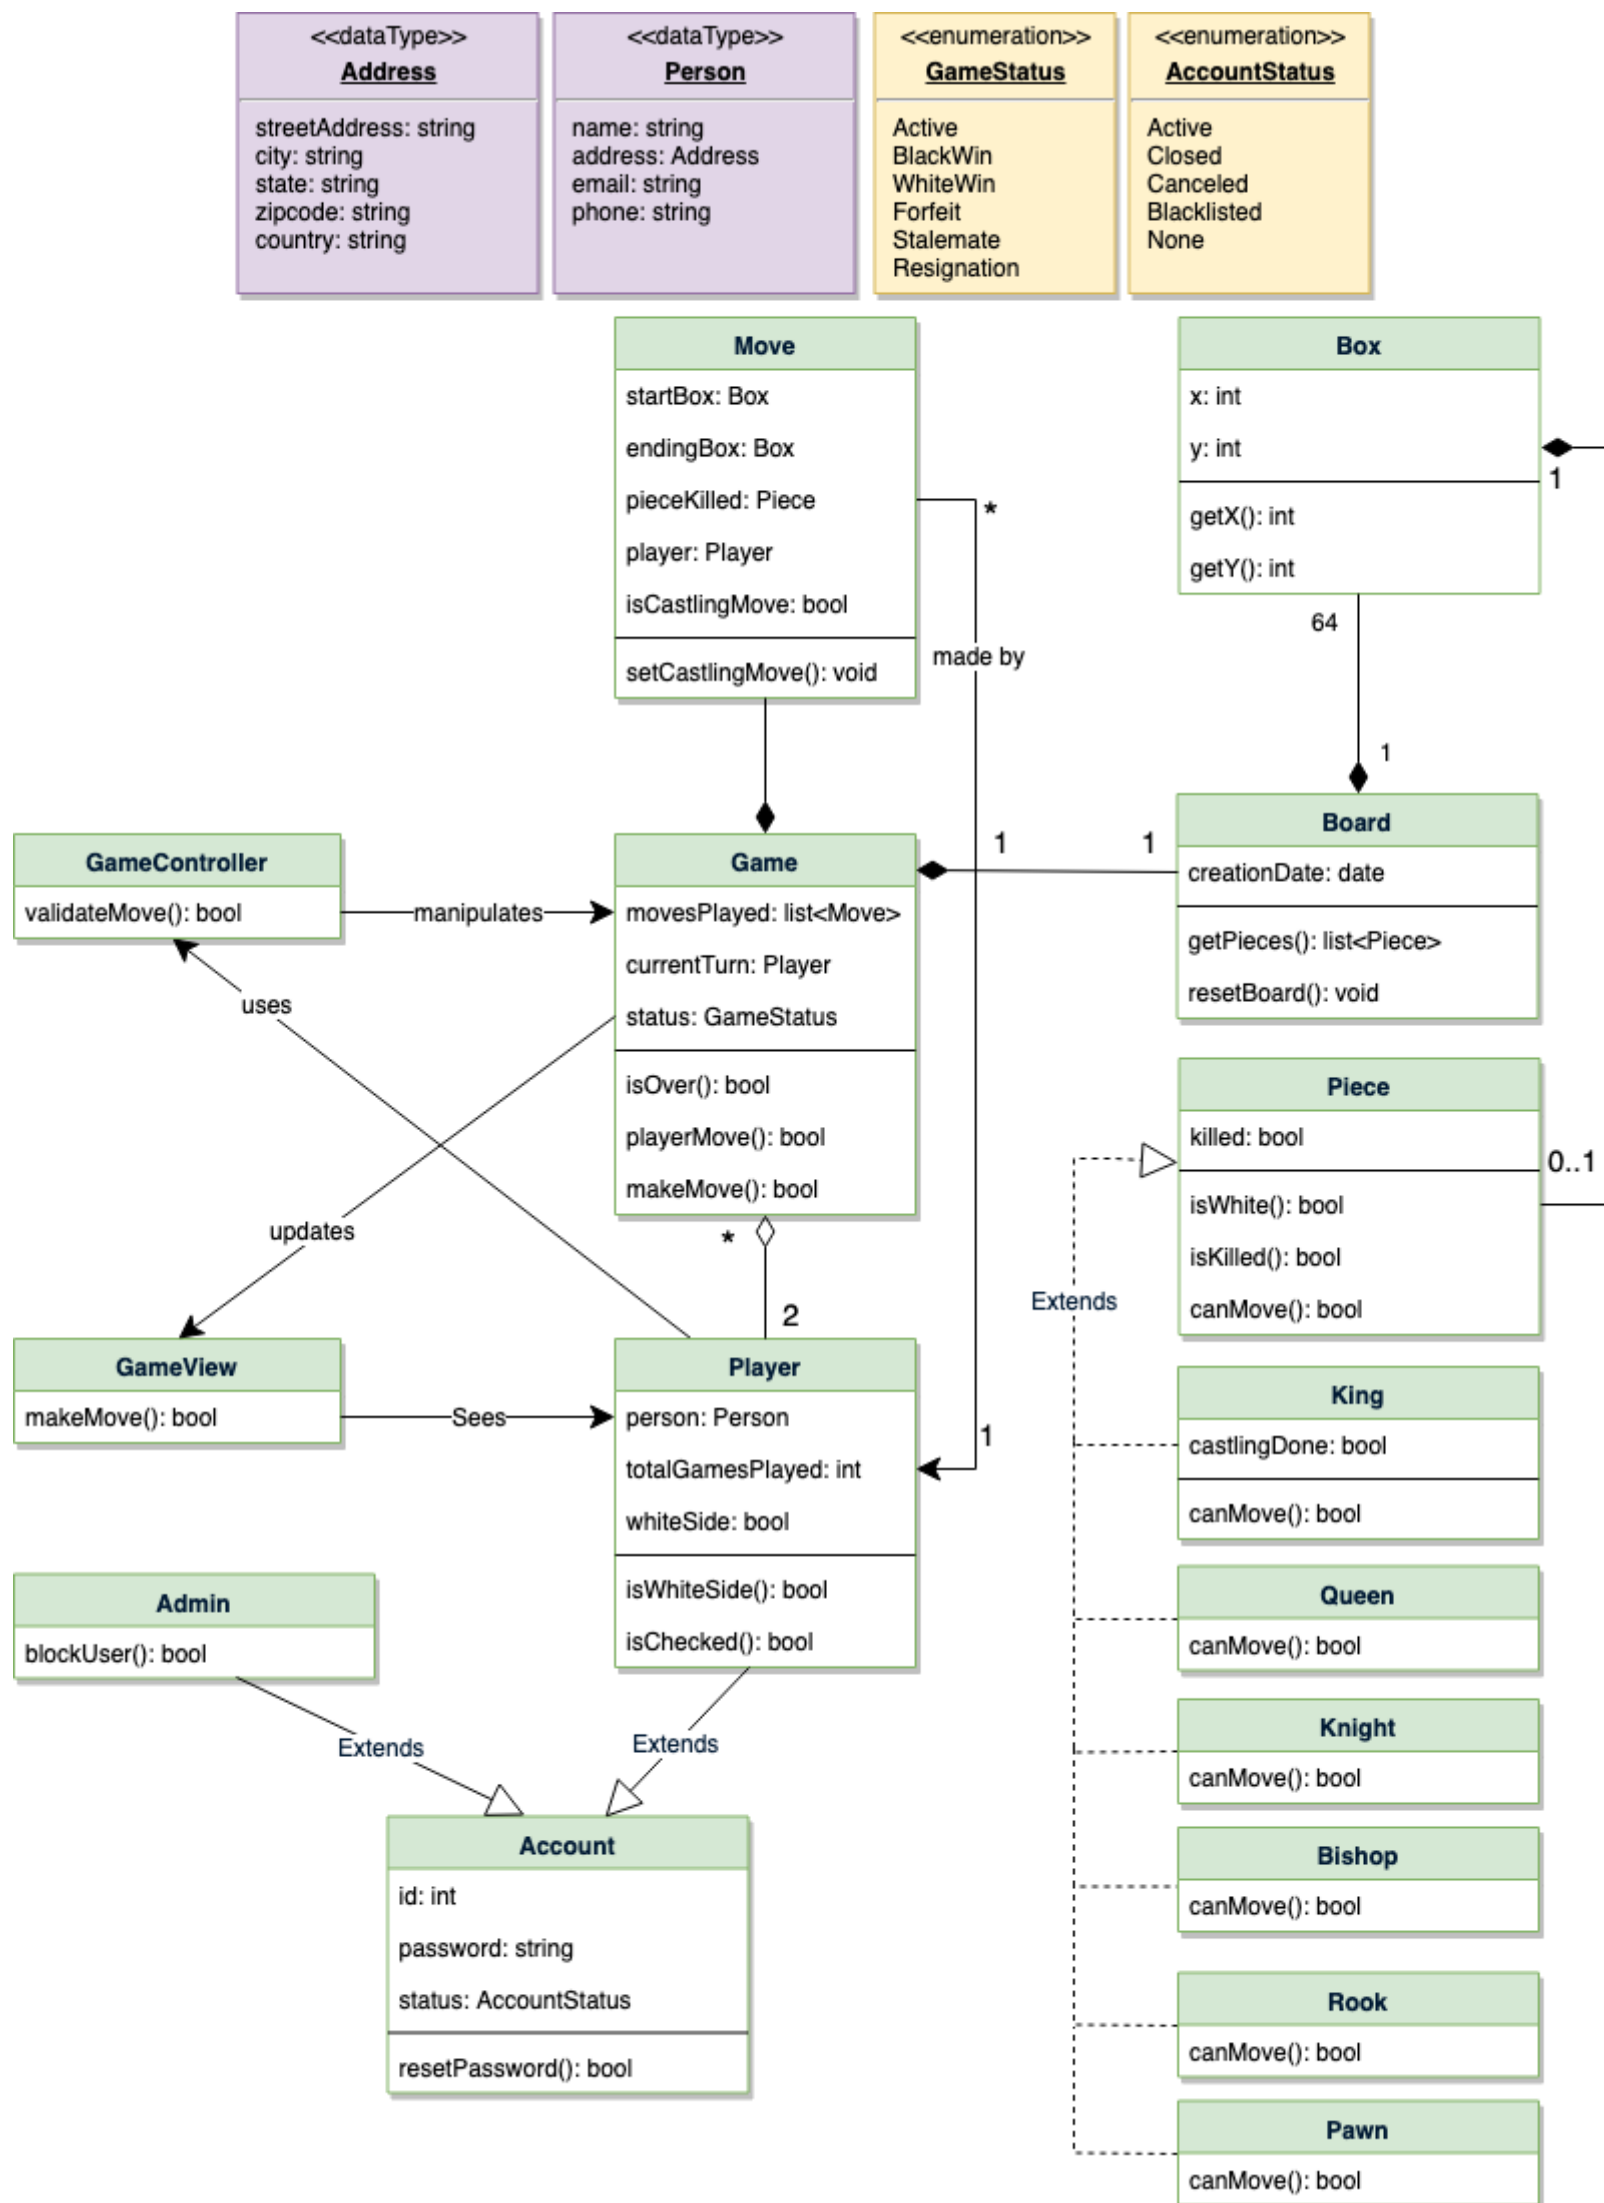 <<dataType>>
Address
streetAddress: string
city: string
state: string
zipcode: string
country: string
<<dataType>>
Person
name: string
address: Address
email: string
phone: string
<<enumeration>>
GameStatus
Active
BlackWin
WhiteWin
Forfeit
Stalemate
Resignation
<<enumeration>>
AccountStatus
Active
Closed
Canceled
Blacklisted
None
Move
startBox: Box
endingBox: Box
pieceKilled: Piece
player: Player
isCastlingMove: bool
setCastlingMove(): void
*
made by
Box
x: int
y: int
getX(): int
getY(): int
1
64
1
GameController
validateMove(): bool
manipulates
Game
movesPlayed: list<Move>
currentTurn: Player
status: GameStatus
isOver(): bool
playerMove(): bool
makeMove(): bool
1
1
Board
creationDate: date
getPieces(): list<Piece>
resetBoard(): void
uses
updates
*
2
Piece
killed: bool
isWhite(): bool
isKilled(): bool
canMove(): bool
0..1
Extends
GameView
makeMove(): bool
Sees
Player
person: Person
totalGamesPlayed: int
whiteSide: bool
isWhiteSide(): bool
isChecked(): bool
1
King
castlingDone: bool
canMove(): bool
Queen
canMove(): bool
Admin
blockUser(): bool
Extends
Extends
Knight
canMove(): bool
Account
id: int
password: string
status: AccountStatus
resetPassword(): bool
Bishop
canMove(): bool
Rook
canMove(): bool
Pawn
canMove(): bool